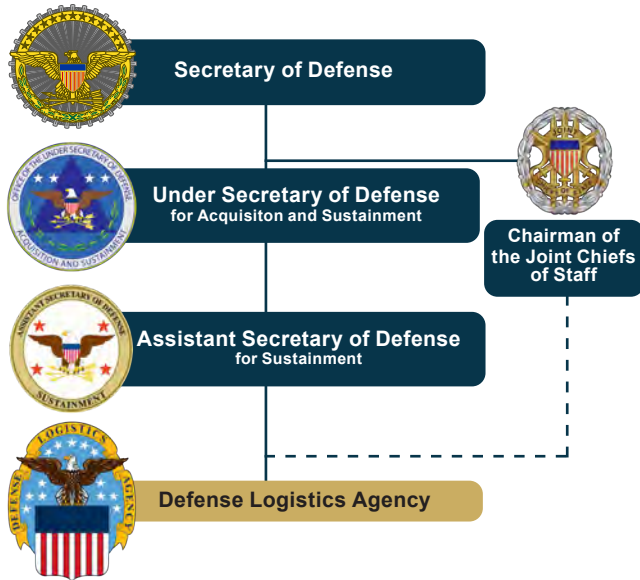 Secretary of Defense
OFFICE OF THE UNDER SECRETARY OF DEFENSE
ACQUISITION AND SUSTAINMENT
Under Secretary of Defense
for Acquisiton and Sustainment
JOINT
Chairman of
the Joint Chiefs
of Staff
ASSISTANT SECRETARY OF DEFENSE
SUSTAINMENT
Assistant Secretary of Defense
for Sustainment
DEFENSE LOGISTICS AGENCY
Defense Logistics Agency